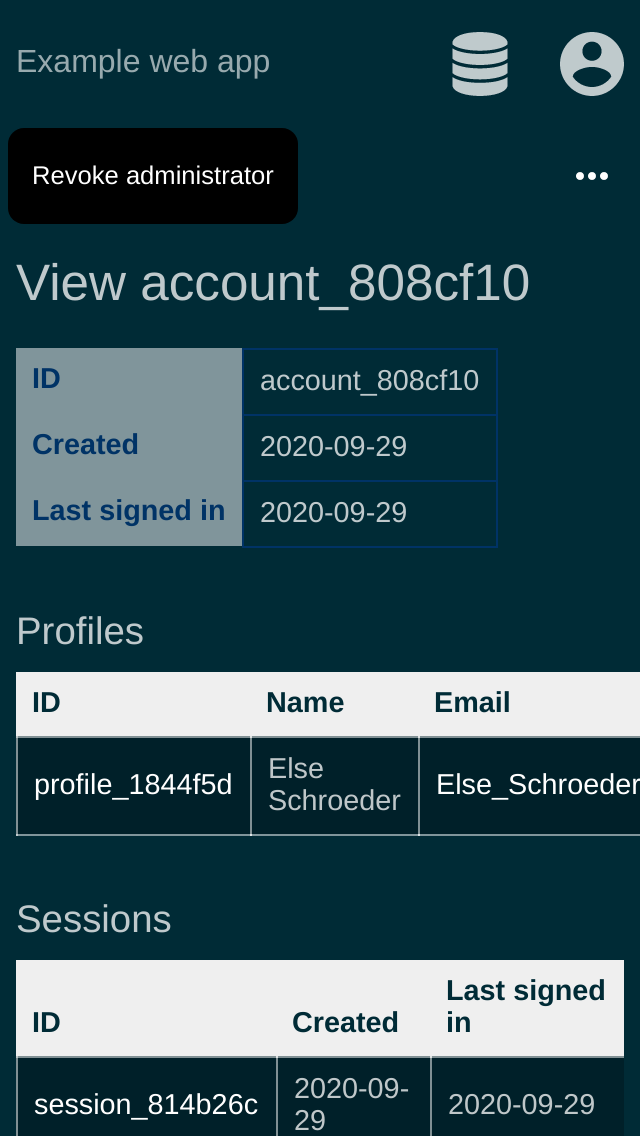 Example web app
Revoke administrator
View account_808cf10
ID account_808cf10
Created 2020-09-29
Last signed in 2020-09-29
Profiles
ID Name Email
profile_1844f5d Else Schroeder Else_Schroeder
Sessions
ID Created Last signed in
session_814b26c 2020-09-29 2020-09-29